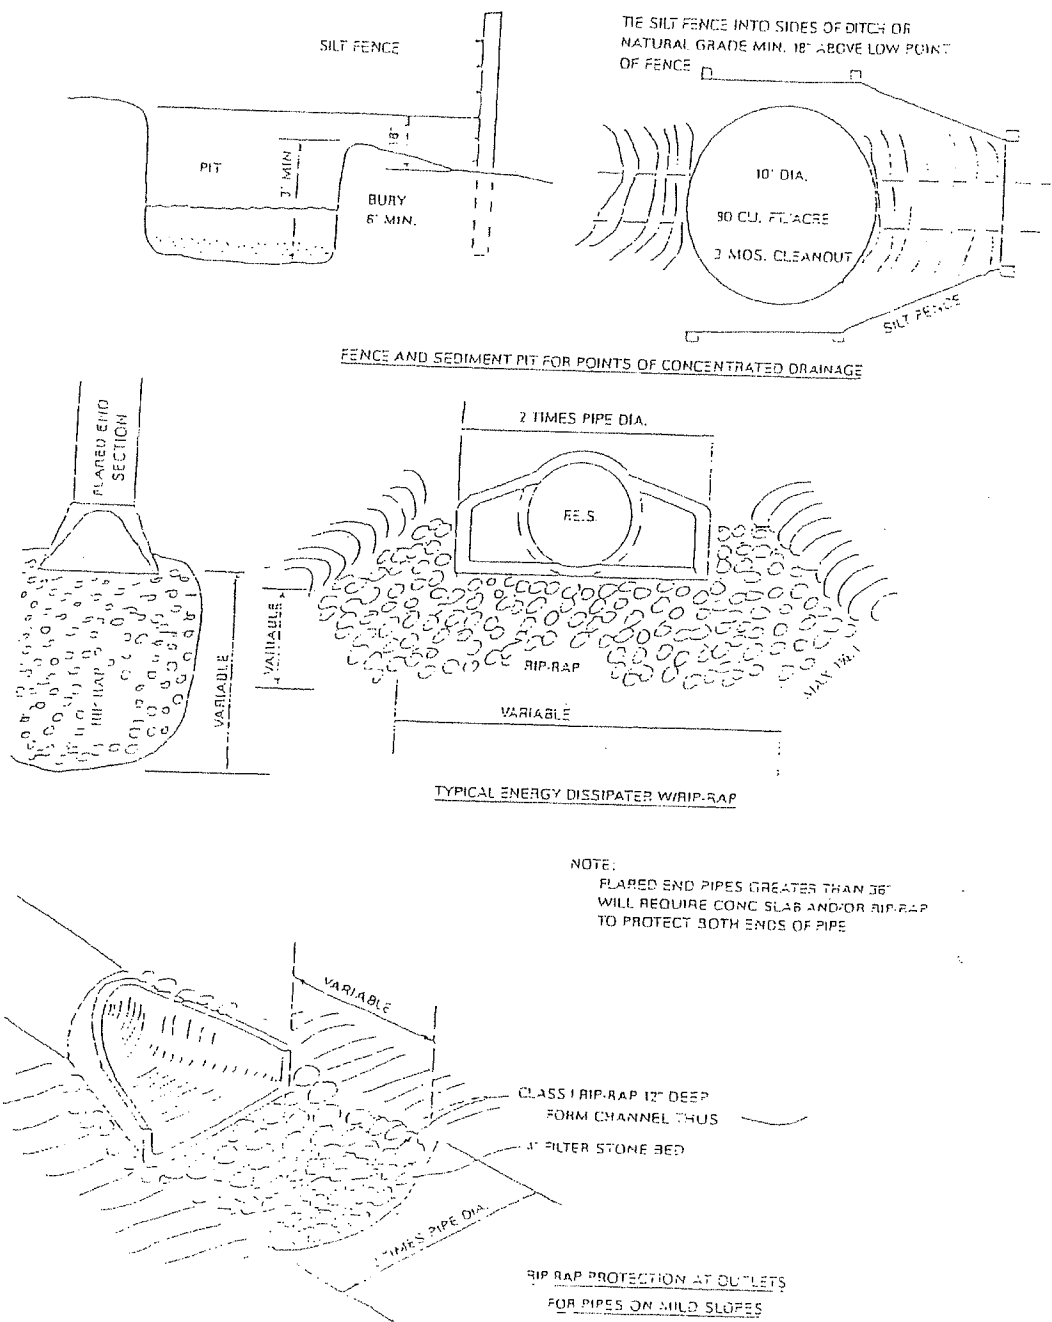 SILT FENCE
TIE SILT FENCE INTO SIDES OF DITCH OR
NATURAL GRADE MIN. 18" ABOVE LOW POINT
OF FENCE
18"
PIT
MIN
BURY
6" MIN.
10' DIA.
90 CU. FT./ACRE
MOS. CLEANOUT
SILT FENCE
FENCE AND SEDIMENT PIT FOR POINTS OF CONCENTRATED DRAINAGE
FLARED END
SECTION
2 TIMES PIPE DIA.
F.E.S.
RIP-RAP
VARIABLE
VARIABLE
RIP-RAP
MAX
VARIABLE
TYPICAL ENERGY DISSIPATER W/RIP-RAP
NOTE:
FLARED END PIPES GREATER THAN 36"
WILL REQUIRE CONC SLAB AND/OR RIP-RAP
TO PROTECT BOTH ENDS OF PIPE
VARIABLE
CLASS I RIP-RAP 12" DEEP
FORM CHANNEL THUS
FILTER STONE BED
TIMES PIPE DIA.
RIP RAP PROTECTION AT OUTLETS
FOR PIPES ON MILD SLOPES